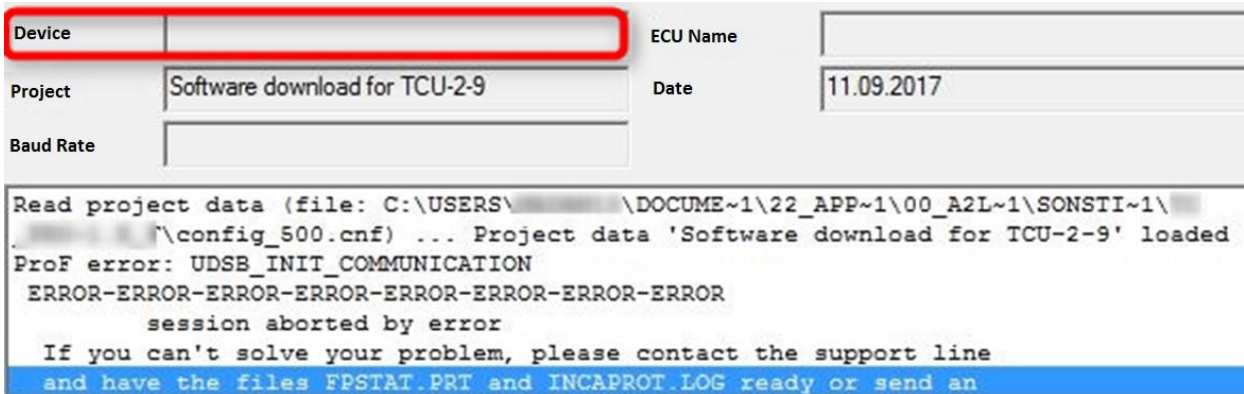 Device
ECU Name
Project Software download for TCU-2-9
Date 11.09.2017
Baud Rate
Read project data (file: C:\USERS\ \DOCUME~1\22_APP~1\00_A2L~1\SONSTI~1\
\config_500.cnf) ... Project data 'Software download for TCU-2-9' loaded
ProF error: UDSB_INIT_COMMUNICATION
ERROR-ERROR-ERROR-ERROR-ERROR-ERROR-ERROR-ERROR
session aborted by error
If you can't solve your problem, please contact the support line
and have the files FPSTAT.PRT and INCAPROT.LOG ready or send an